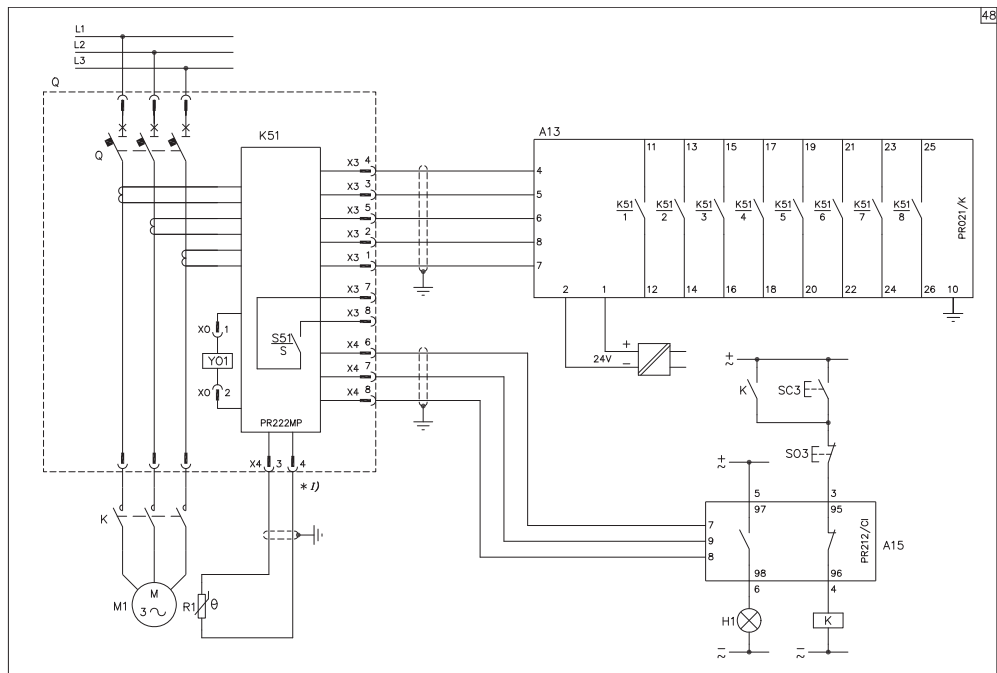 48
L1
L2
L3
Q
Q
K51
X3 4
X3 3
X3 5
X3 2
X3 1
X3 7
X3 8
X4 6
X4 7
X4 8
S51
S
X0 1
Y01
X0 2
PR222MP
X4 3 4
* I)
K
M1
M
3 ~
R1
θ
A13
4
5
6
8
7
11 13 15 17 19 21 23 25
K51 K51 K51 K51 K51 K51 K51 K51
1 2 3 4 5 6 7 8
PR021/K
2 1 12 14 16 18 20 22 24 26 10
+
24V
−
+
~
K
SC3
SO3
+
~
5 3
97 95
7
9
8
PR212/CI
A15
98 96
6 4
H1
K
−
~
−
~